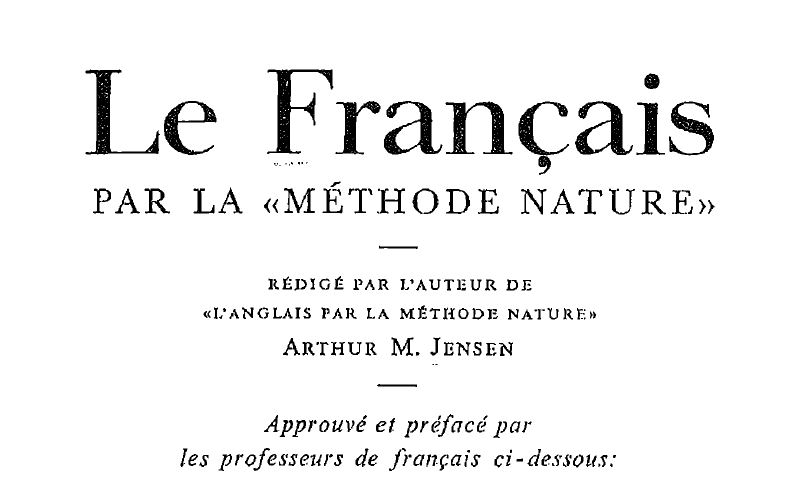 Le Français
PAR LA «MÉTHODE NATURE»
RÉDIGÉ PAR L'AUTEUR DE
«L'ANGLAIS PAR LA MÉTHODE NATURE»
ARTHUR M. JENSEN
Approuvé et préfacé par
les professeurs de français ci-dessous: